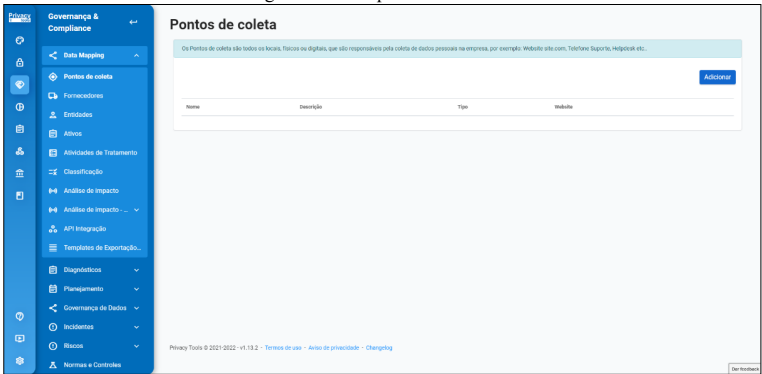 Privacy
Tools
Governança &
Compliance
Data Mapping
Pontos de coleta
Fornecedores
Entidades
Ativos
Atividades de Tratamento
Classificação
Análise de Impacto
Análise de Impacto - ...
API Integração
Templates de Exportação...
Diagnósticos
Planejamento
Governança de Dados
Incidentes
Riscos
Normas e Controles
Pontos de coleta
Os Pontos de coleta são todos os locais, físicos ou digitais, que são responsáveis pela coleta de dados pessoais na empresa, por exemplo: Website site.com, Telefone Suporte, Helpdesk etc..
Adicionar
Nome Descrição Tipo Website
Privacy Tools © 2021-2022 - v1.13.2 - Termos de uso - Aviso de privacidade - Changelog
Dar feedback